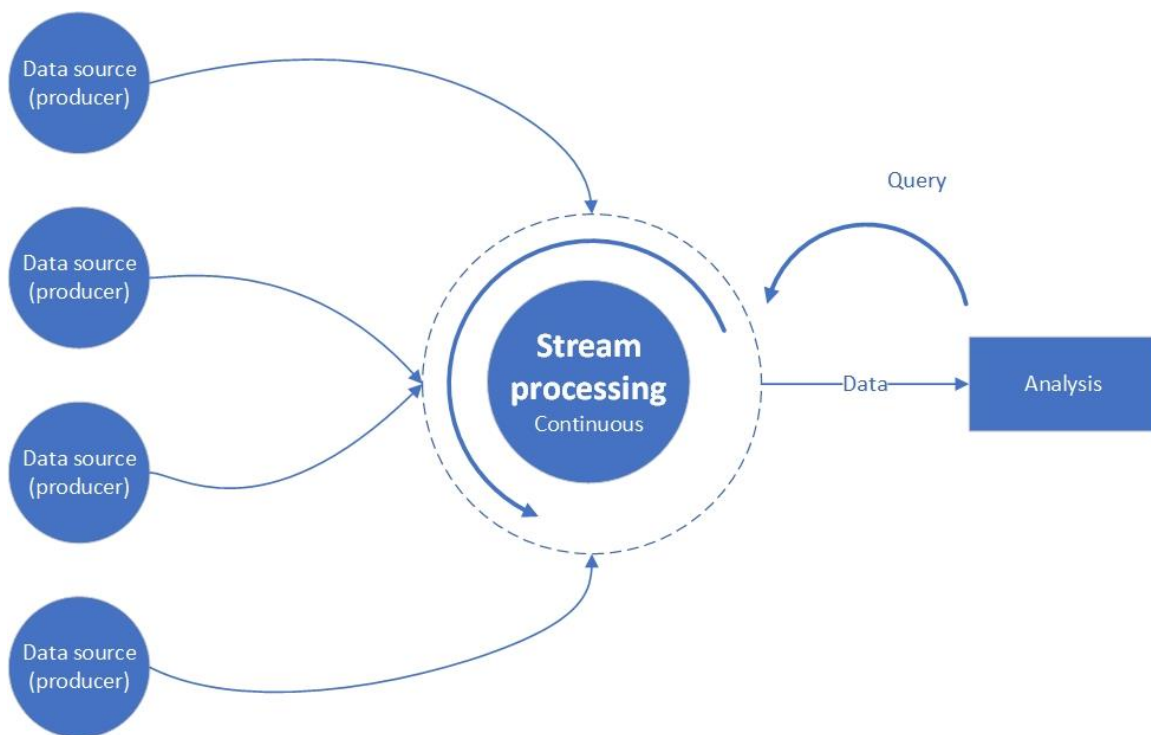 Data source
(producer)
Data source
(producer)
Data source
(producer)
Data source
(producer)
Stream
processing
Continuous
Query
Data
Analysis